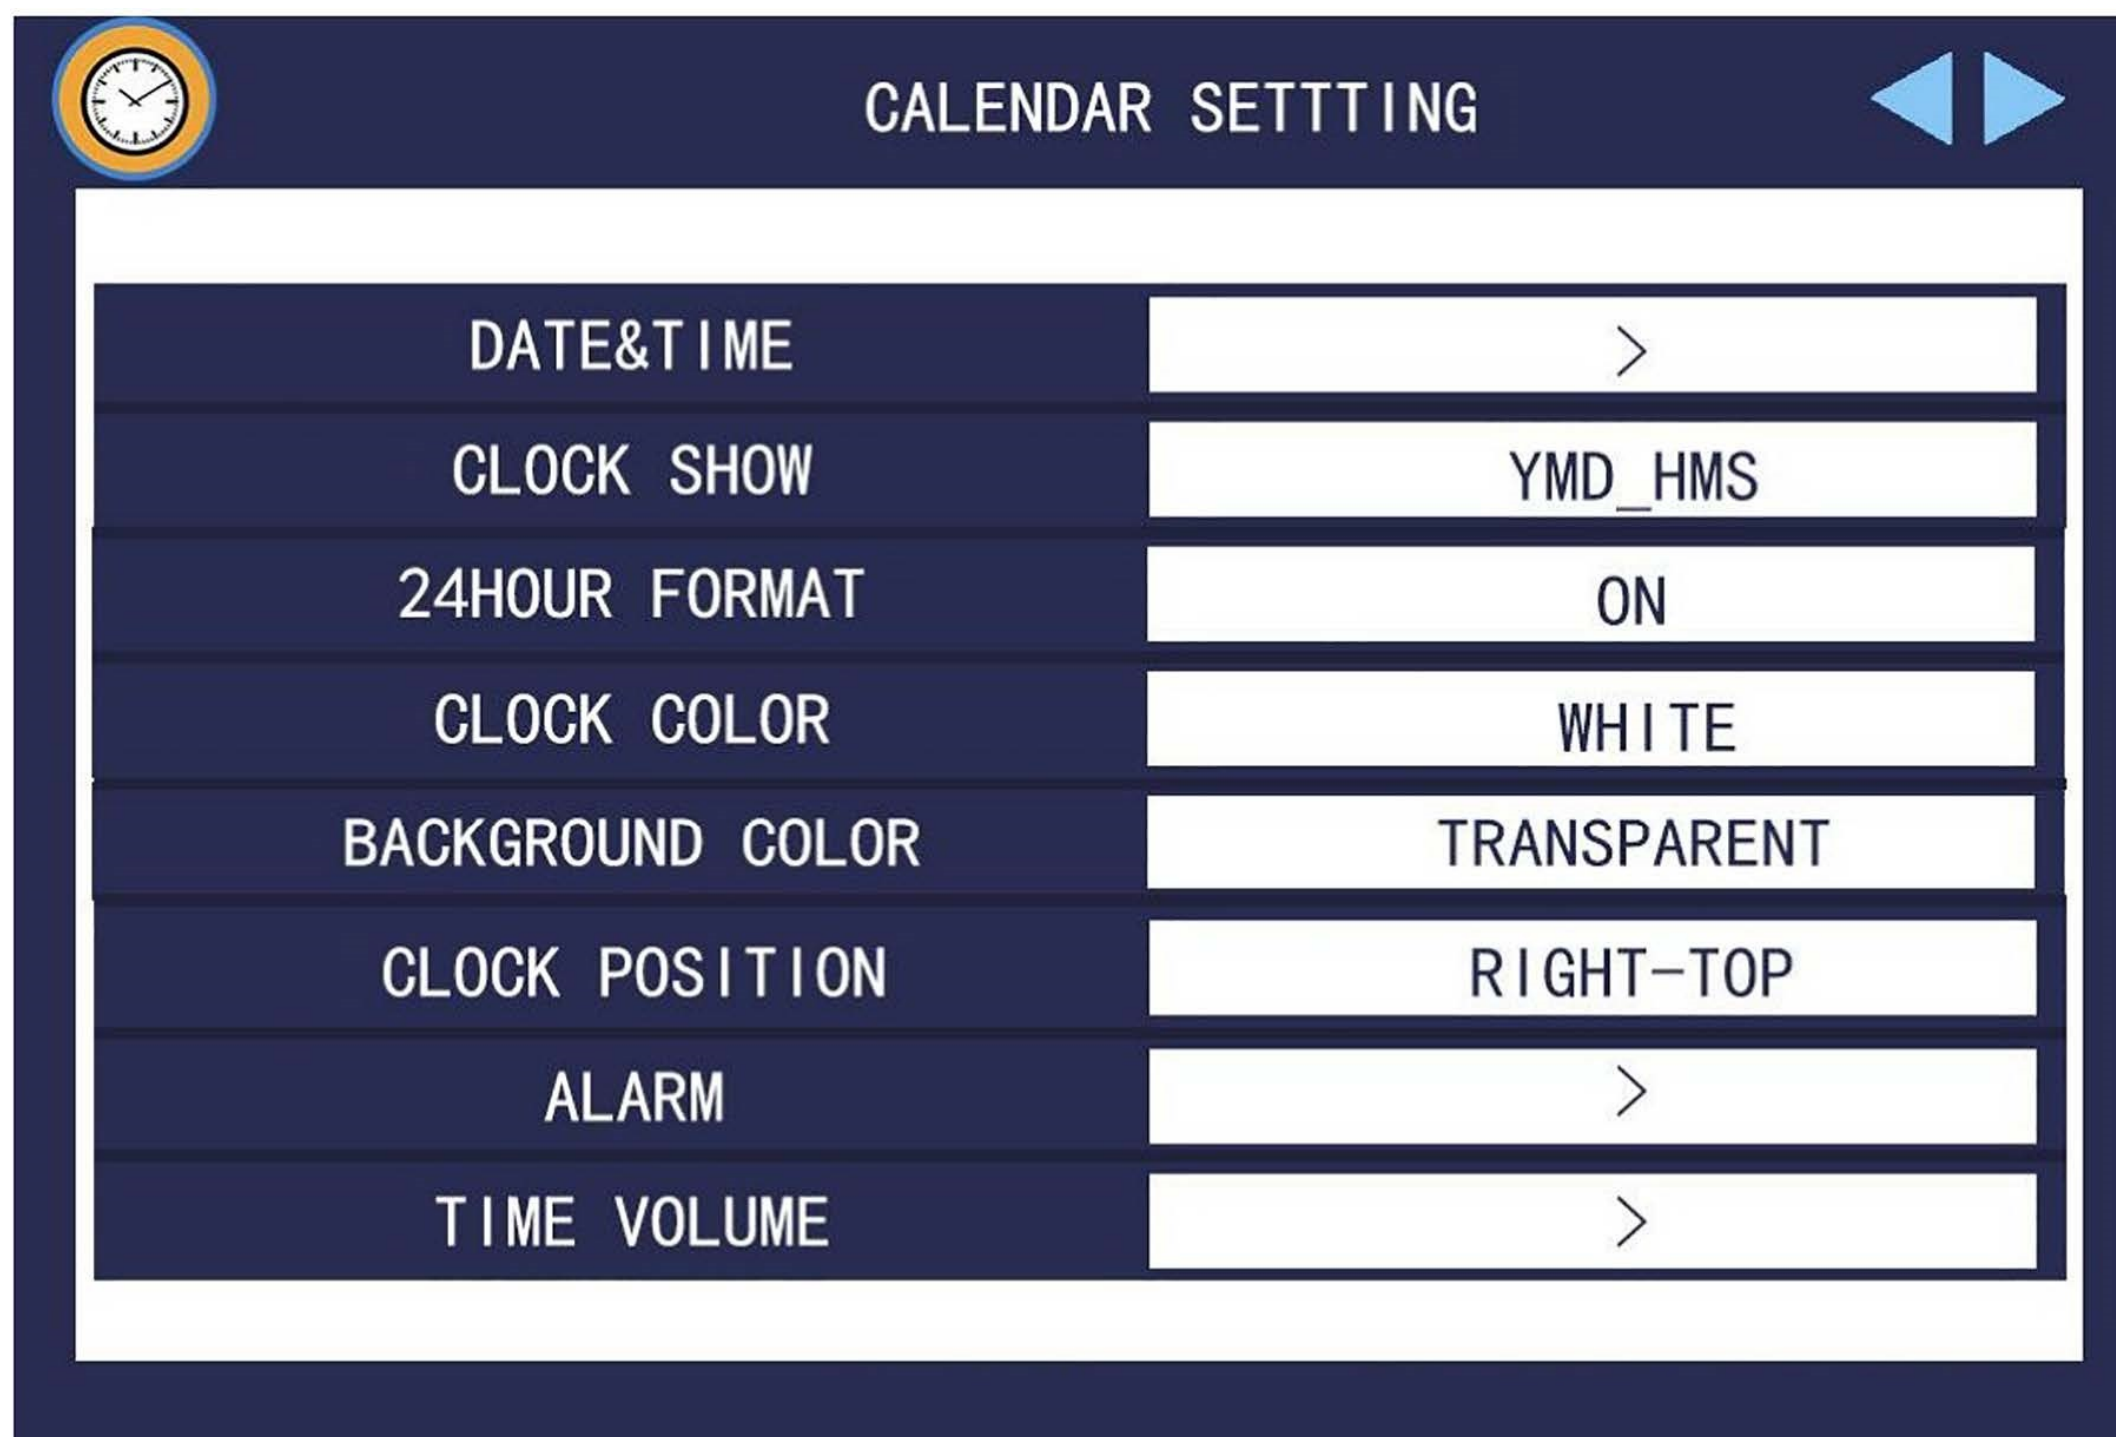 CALENDAR SETTTING
DATE&TIME >
CLOCK SHOW YMD_HMS
24HOUR FORMAT ON
CLOCK COLOR WHITE
BACKGROUND COLOR TRANSPARENT
CLOCK POSITION RIGHT-TOP
ALARM >
TIME VOLUME >